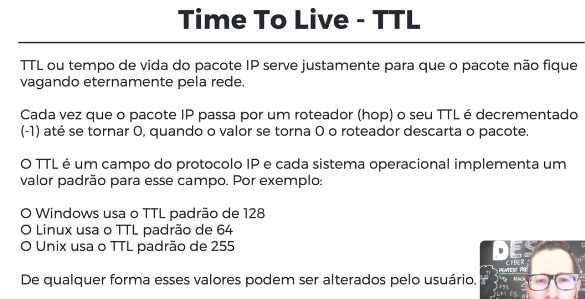 Time To Live - TTL
TTL ou tempo de vida do pacote IP serve justamente para que o pacote não fique
vagando eternamente pela rede.
Cada vez que o pacote IP passa por um roteador (hop) o seu TTL é decrementado
(-1) até se tornar 0, quando o valor se torna 0 o roteador descarta o pacote.
O TTL é um campo do protocolo IP e cada sistema operacional implementa um
valor padrão para esse campo. Por exemplo:
O Windows usa o TTL padrão de 128
O Linux usa o TTL padrão de 64
O Unix usa o TTL padrão de 255
De qualquer forma esses valores podem ser alterados pelo usuário.
CYBER
PENTEST